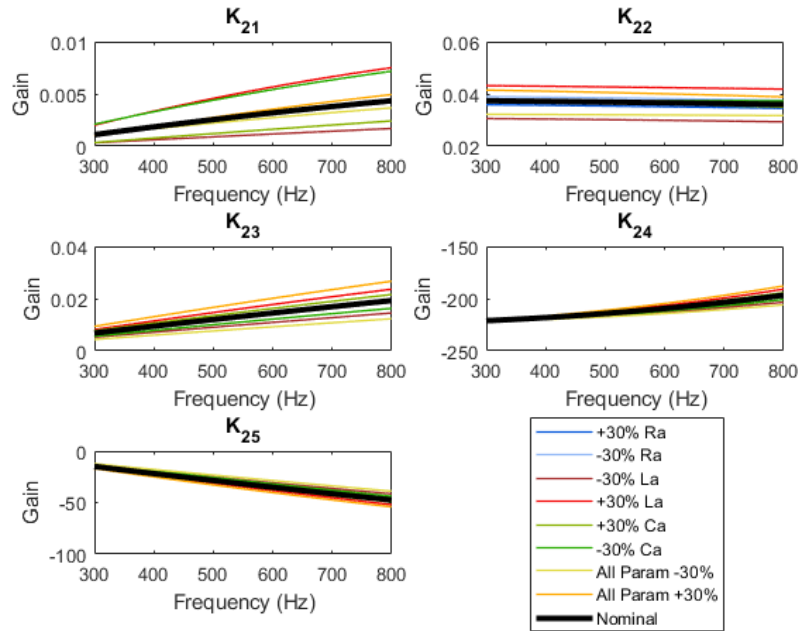 K21
K22
0.01
0.005
0
Gain
300 400 500 600 700 800
Frequency (Hz)
0.06
0.04
0.02
Gain
300 400 500 600 700 800
Frequency (Hz)
K23
K24
0.04
0.02
0
Gain
300 400 500 600 700 800
Frequency (Hz)
-150
-200
-250
Gain
300 400 500 600 700 800
Frequency (Hz)
K25
0
-50
-100
Gain
300 400 500 600 700 800
Frequency (Hz)
+30% Ra
-30% Ra
-30% La
+30% La
+30% Ca
-30% Ca
All Param -30%
All Param +30%
Nominal